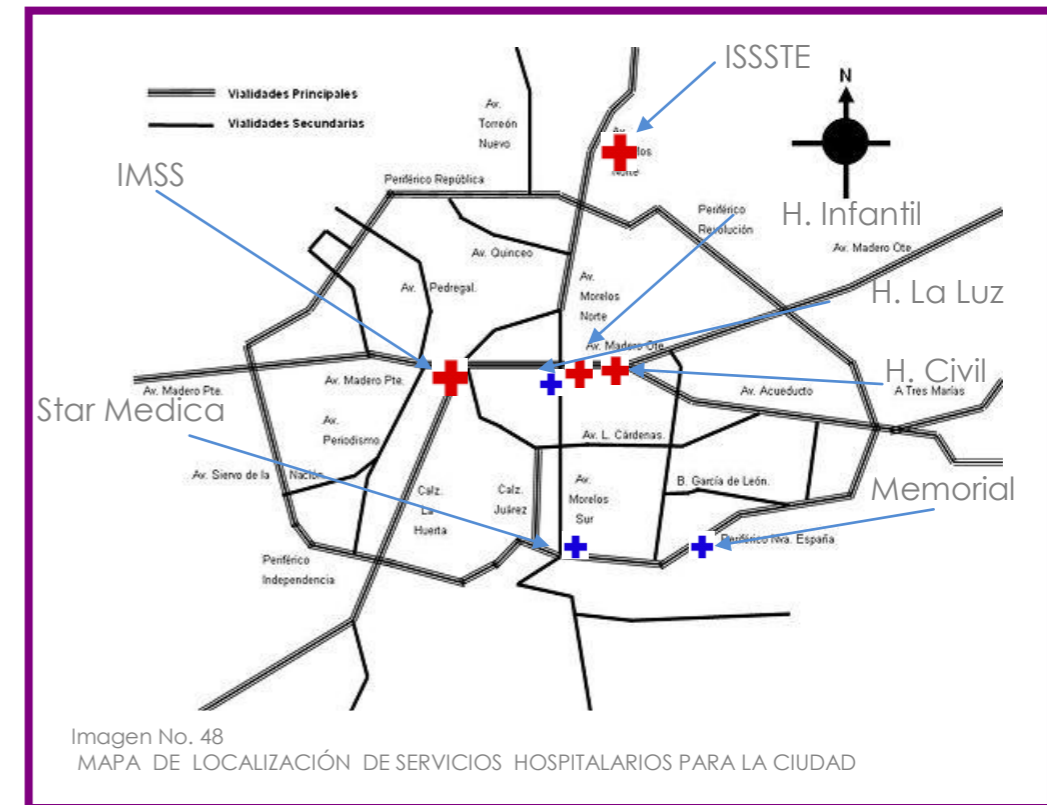 ISSSTE
N
Vialidades Principales
Vialidades Secundarias
Av.
Torreón
Nuevo
Av.
los
Norte
IMSS
Periférico República
Periférico
Revolución
H. Infantil
Av. Madero Ote.
Av. Quinceo
Av. Pedregal.
Av.
Morelos
Norte
H. La Luz
Av. Madero Ote.
Av. Madero Pte.
Av. Madero Pte.
H. Civil
Av. Acueducto
A Tres Marías
Star Medica
Av.
Periodismo
Av. L. Cárdenas.
Av. Siervo de la Nación
Calz.
La
Huerta
Calz.
Juárez
Av.
Morelos
Sur
B. García de León.
Memorial
Periférico Nva. España
Periférico
Independencia
Imagen No. 48
MAPA DE LOCALIZACIÓN DE SERVICIOS HOSPITALARIOS PARA LA CIUDAD